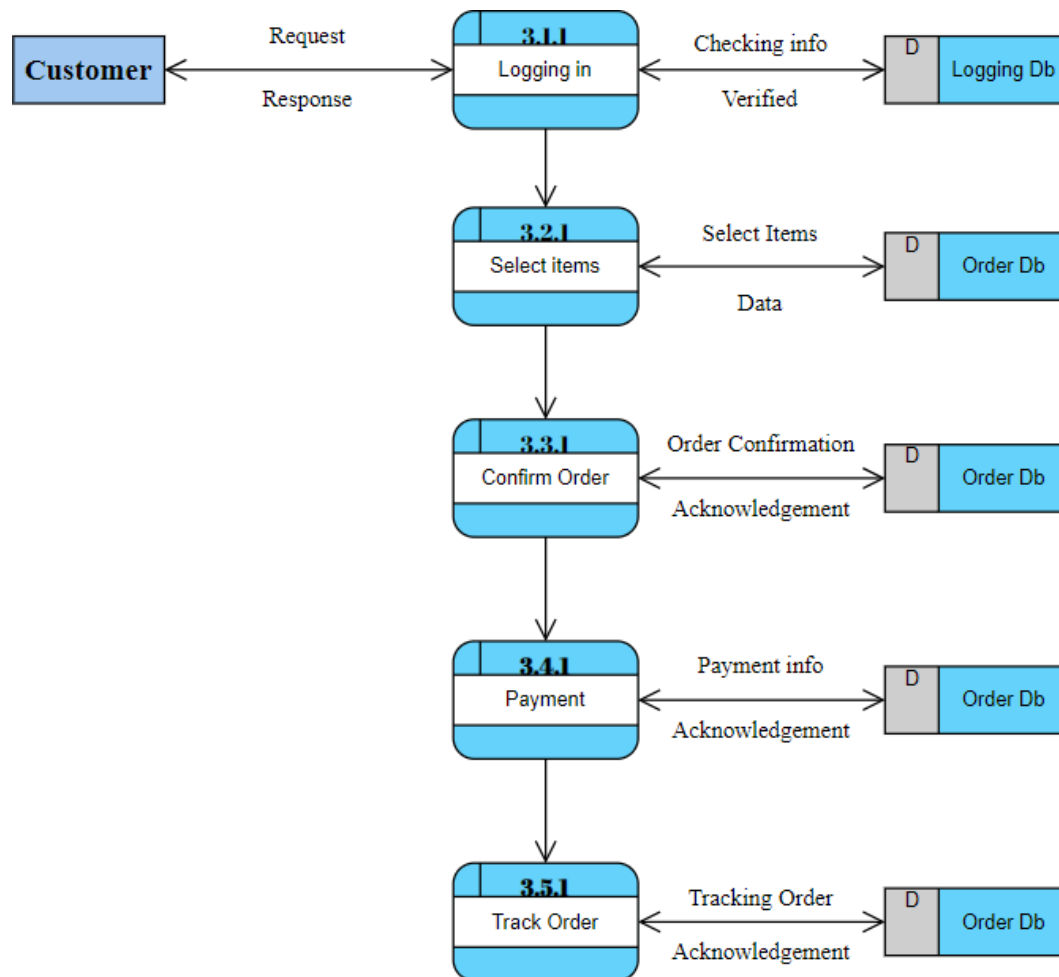 3.1.1
Request
Checking info
D
Customer
Logging in
Logging Db
Response
Verified
3.2.1
Select Items
D
Select items
Order Db
Data
3.3.1
Order Confirmation
D
Confirm Order
Order Db
Acknowledgement
3.4.1
Payment info
D
Payment
Order Db
Acknowledgement
3.5.1
Tracking Order
D
Track Order
Order Db
Acknowledgement